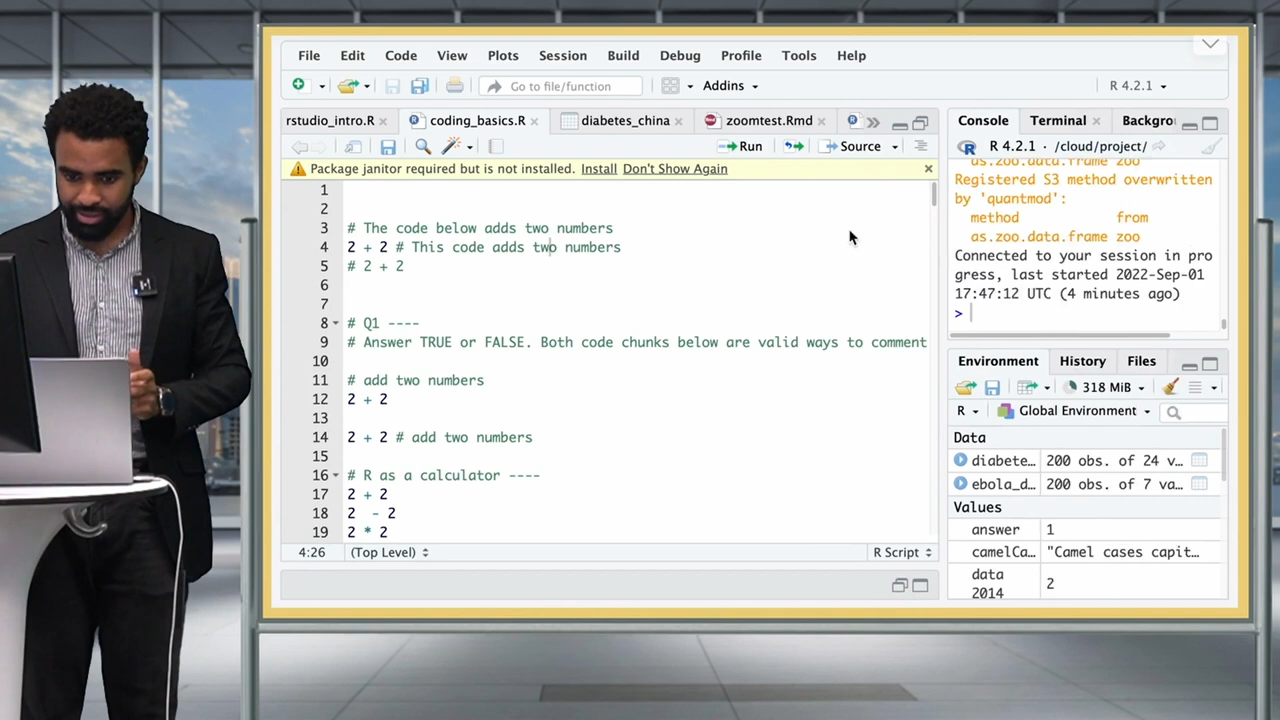 File Edit Code View Plots Session Build Debug Profile Tools Help
Go to file/function Addins R 4.2.1
rstudio_intro.R coding_basics.R diabetes_china zoomtest.Rmd
Run Source
Package janitor required but is not installed. Install Don't Show Again
1
2
3 # The code below adds two numbers
4 2 + 2 # This code adds two numbers
5 # 2 + 2
6
7
8 # Q1 ----
9 # Answer TRUE or FALSE. Both code chunks below are valid ways to comment
10
11 # add two numbers
12 2 + 2
13
14 2 + 2 # add two numbers
15
16 # R as a calculator ----
17 2 + 2
18 2  - 2
19 2 * 2
4:26 (Top Level) R Script
Console Terminal Backgro
R 4.2.1 · /cloud/project/
as.zoo.data.frame zoo
Registered S3 method overwritten
by 'quantmod':
method from
as.zoo.data.frame zoo
Connected to your session in pro
gress, last started 2022-Sep-01
17:47:12 UTC (4 minutes ago)
>
Environment History Files
318 MiB
R Global Environment
Data
diabete… 200 obs. of 24 v…
ebola_d… 200 obs. of 7 va…
Values
answer 1
camelCa… "Camel cases capit…
data
2014 2